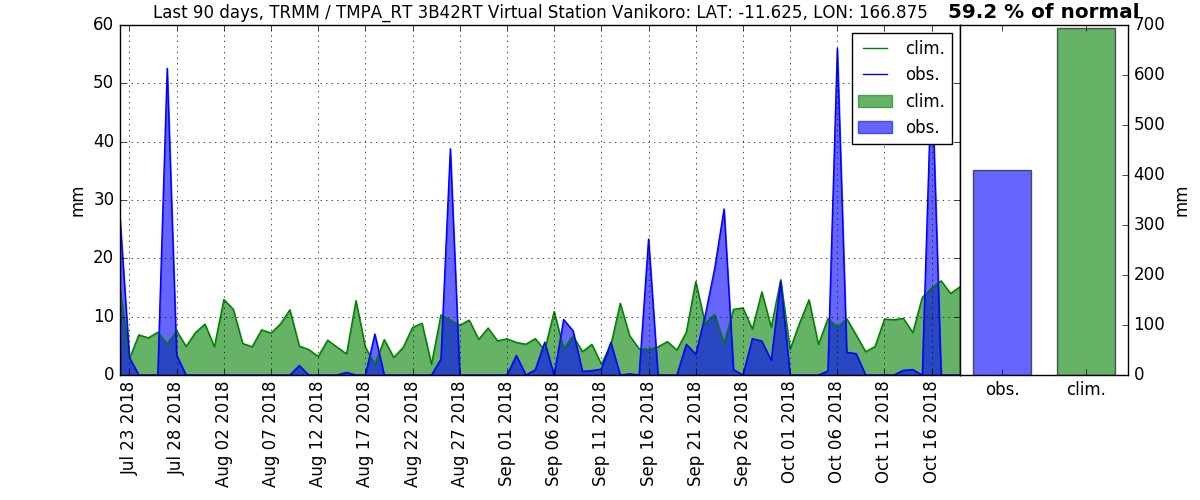 Last 90 days, TRMM / TMPA_RT 3B42RT Virtual Station Vanikoro: LAT: -11.625, LON: 166.875
59.2 % of normal
clim.
obs.
clim.
obs.
mm
60
50
40
30
20
10
0
Jul 23 2018
Jul 28 2018
Aug 02 2018
Aug 07 2018
Aug 12 2018
Aug 17 2018
Aug 22 2018
Aug 27 2018
Sep 01 2018
Sep 06 2018
Sep 11 2018
Sep 16 2018
Sep 21 2018
Sep 26 2018
Oct 01 2018
Oct 06 2018
Oct 11 2018
Oct 16 2018
700
600
500
400
300
200
100
0
mm
obs.
clim.